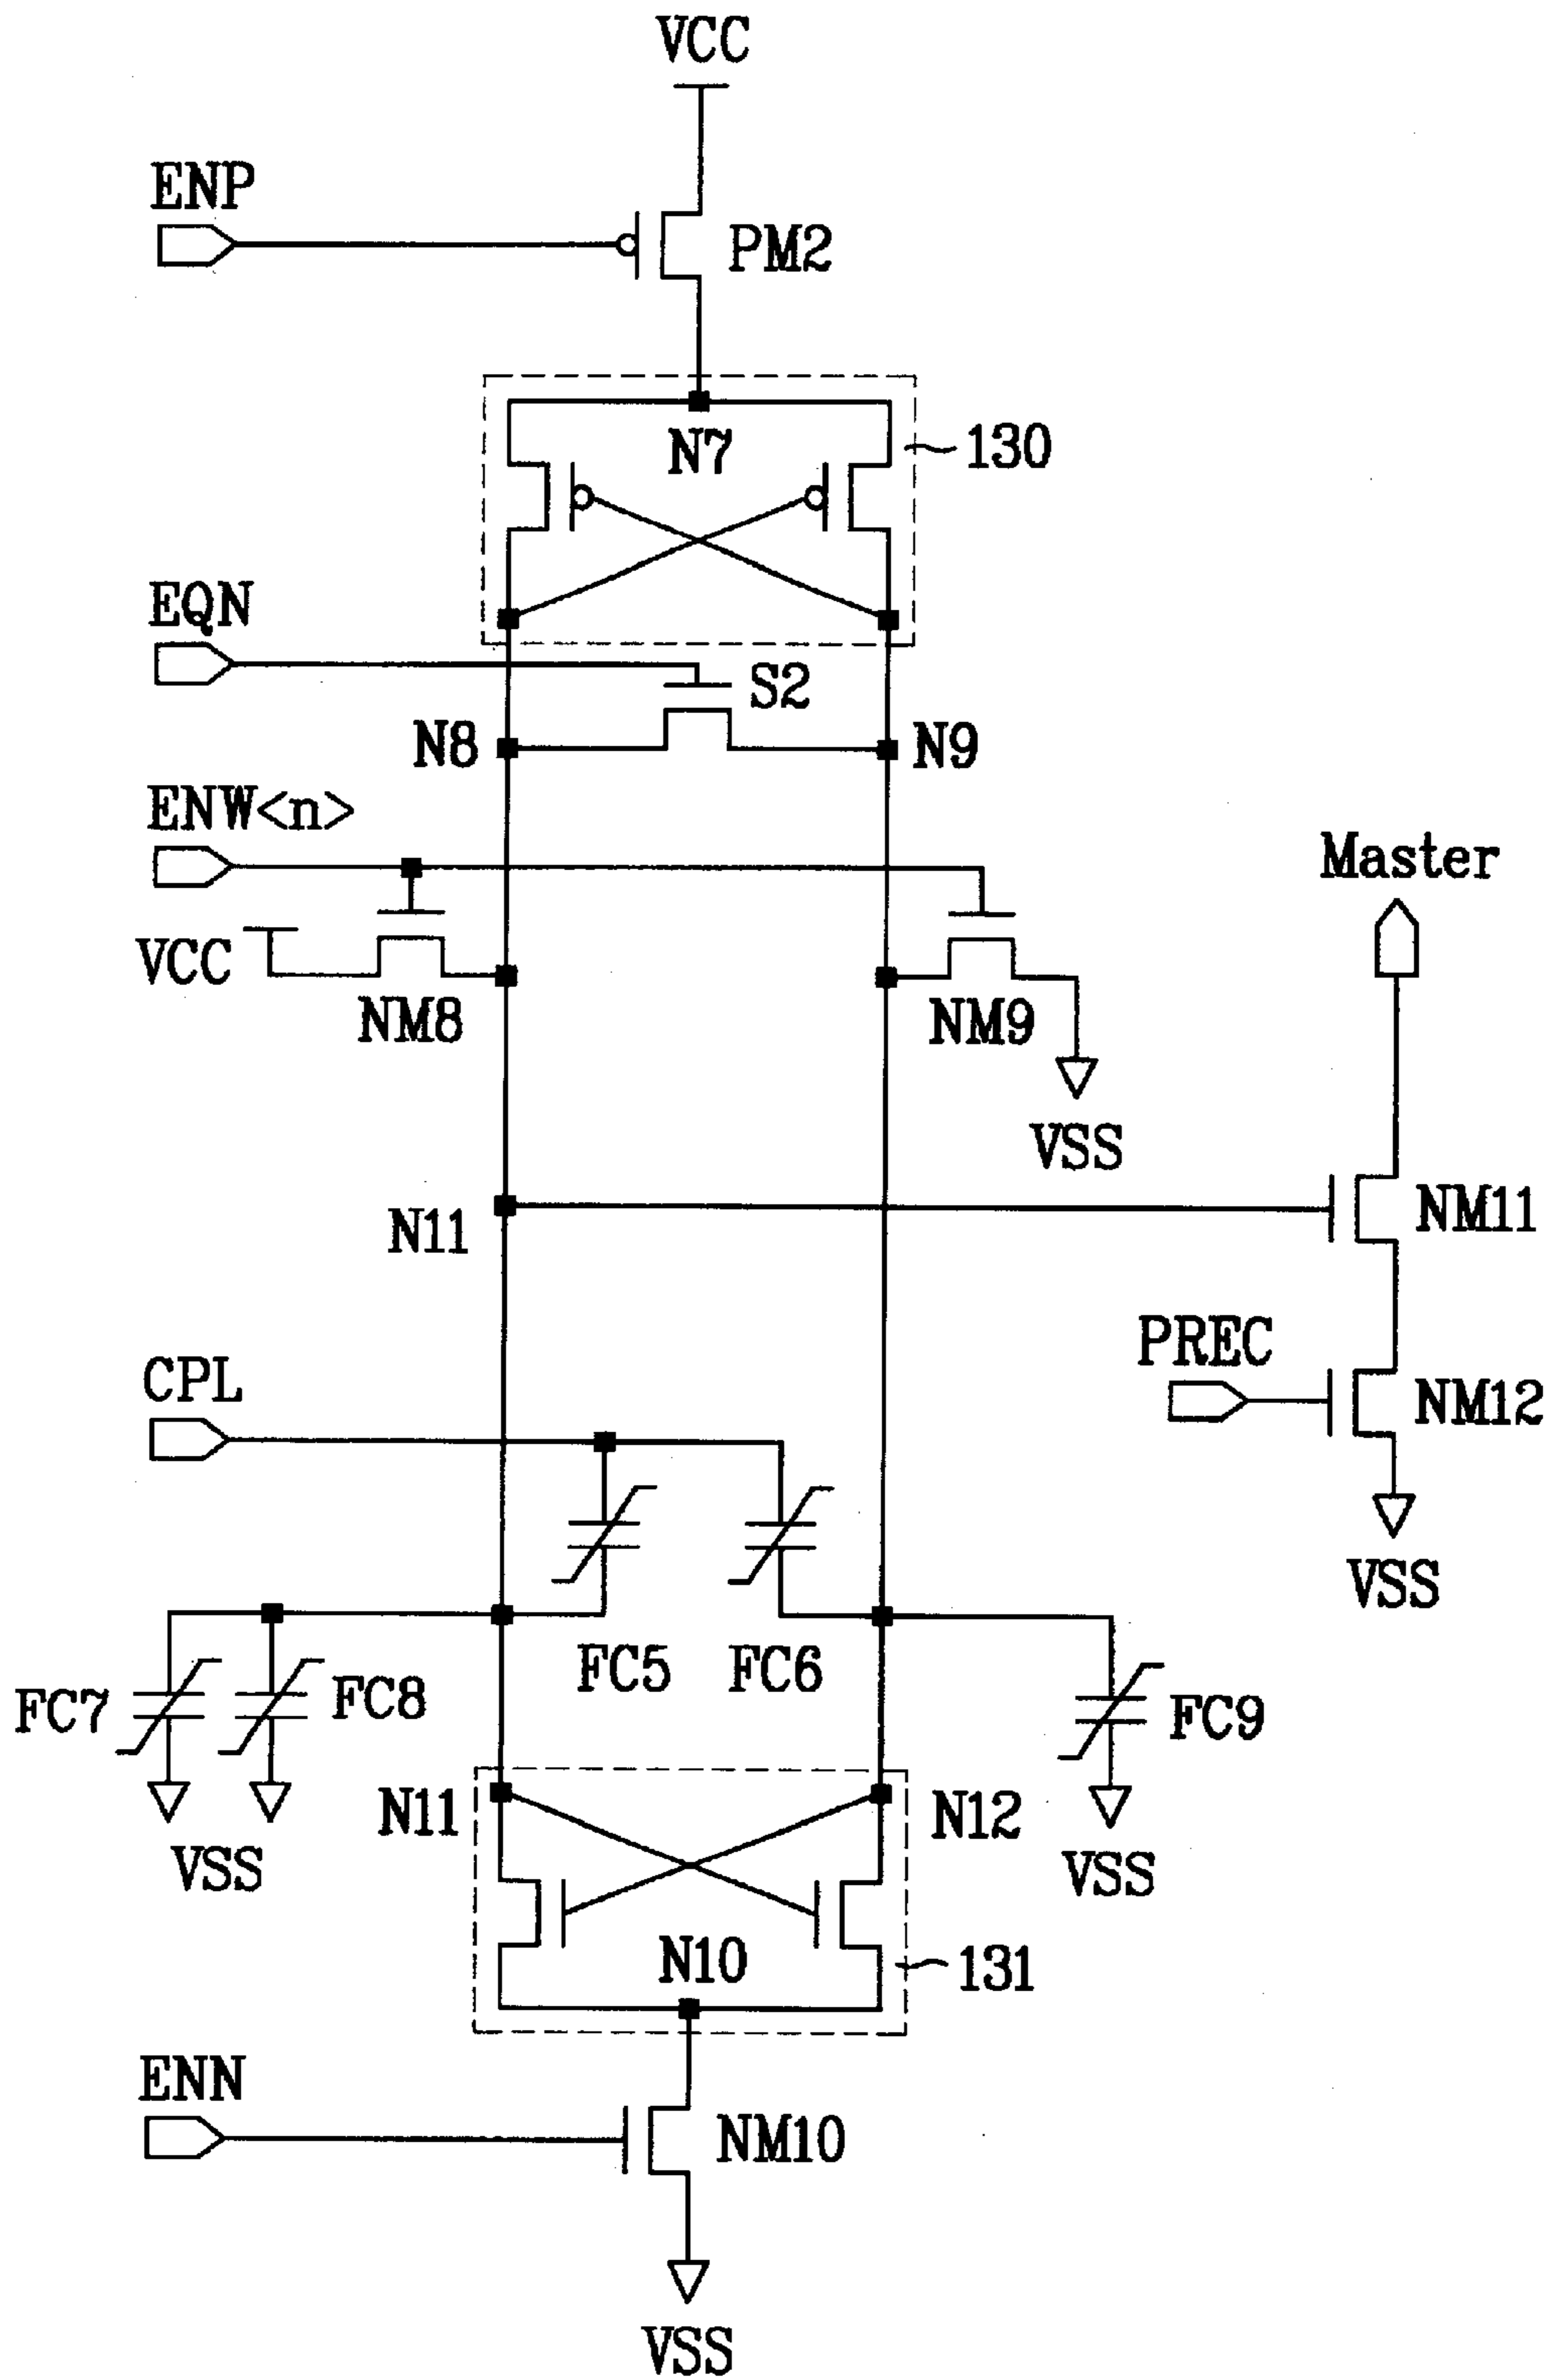 VCC
ENP
PM2
N7
130
EQN
S2
N8
N9
ENW<n>
Master
VCC
NM8
NM9
VSS
N11
NM11
PREC
CPL
NM12
VSS
FC5
FC6
FC7
FC8
FC9
N11
N12
VSS
VSS
N10
131
ENN
NM10
VSS